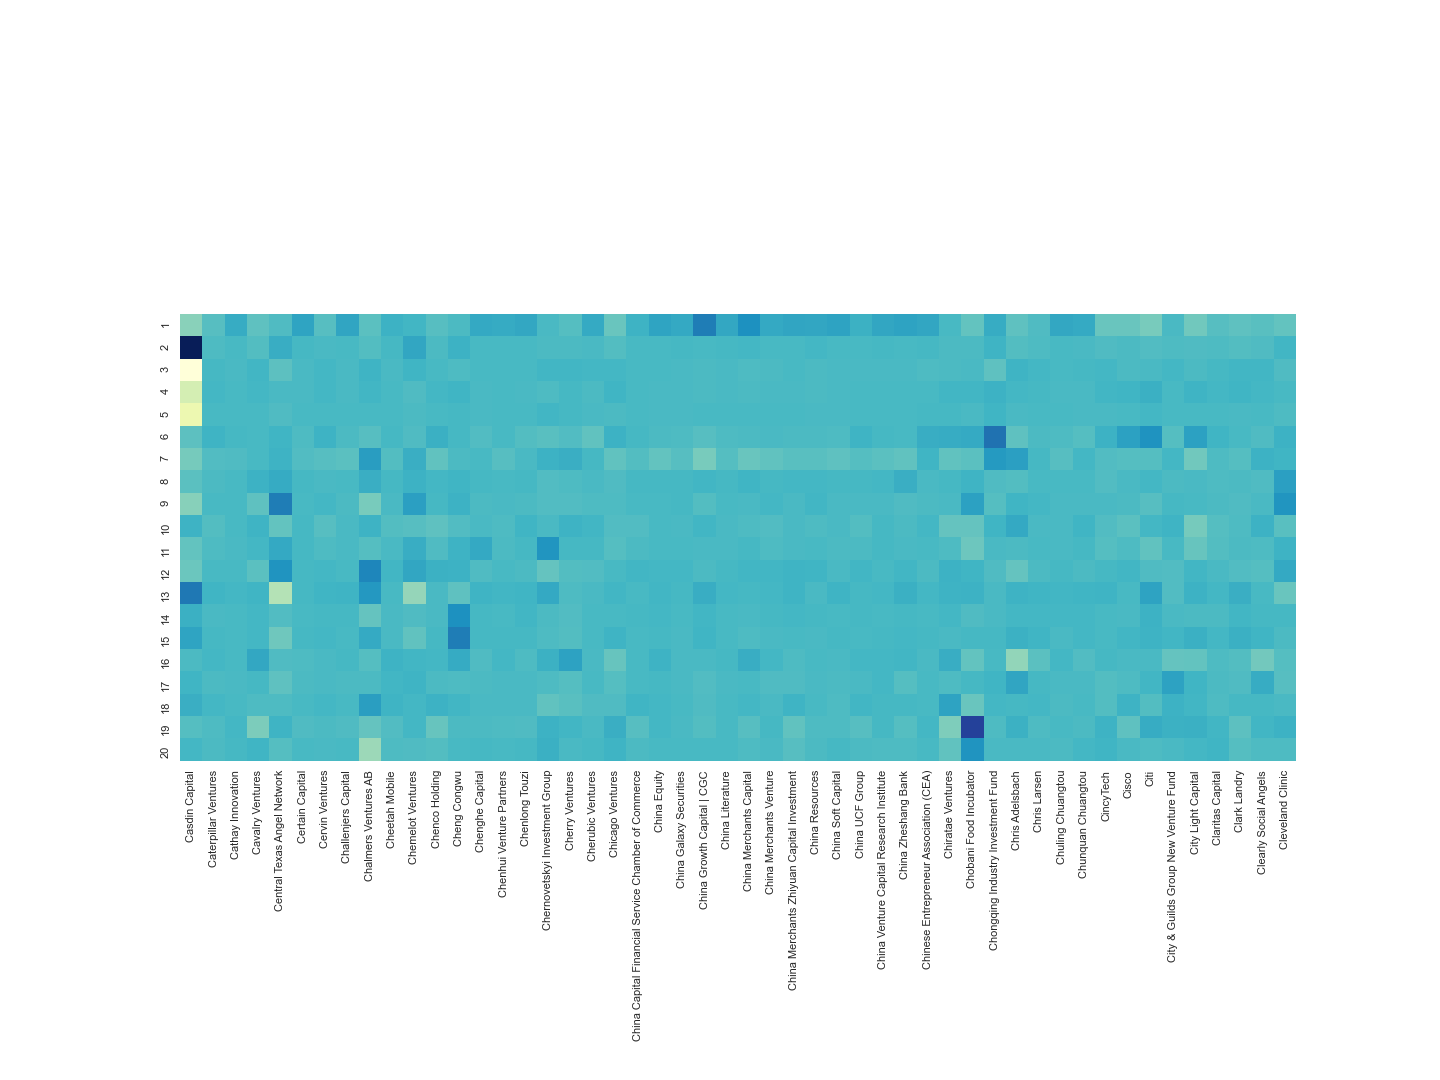 1
2
3
4
5
6
7
8
9
10
11
12
13
14
15
16
17
18
19
20
Casdin Capital
Caterpillar Ventures
Cathay Innovation
Cavalry Ventures
Central Texas Angel Network
Certain Capital
Cervin Ventures
Challenjers Capital
Chalmers Ventures AB
Cheetah Mobile
Chemelot Ventures
Chenco Holding
Cheng Congwu
Chenghe Capital
Chenhui Venture Partners
Chenlong Touzi
Chernovetskyi Investment Group
Cherry Ventures
Cherubic Ventures
Chicago Ventures
China Capital Financial Service Chamber of Commerce
China Equity
China Galaxy Securities
China Growth Capital | CGC
China Literature
China Merchants Capital
China Merchants Venture
China Merchants Zhiyuan Capital Investment
China Resources
China Soft Capital
China UCF Group
China Venture Capital Research Institute
China Zheshang Bank
Chinese Entrepreneur Association (CEA)
Chiratae Ventures
Chobani Food Incubator
Chongqing Industry Investment Fund
Chris Adelsbach
Chris Larsen
Chuling Chuangtou
Chunquan Chuangtou
CincyTech
Cisco
Citi
City & Guilds Group New Venture Fund
City Light Capital
Claritas Capital
Clark Landry
Clearly Social Angels
Cleveland Clinic